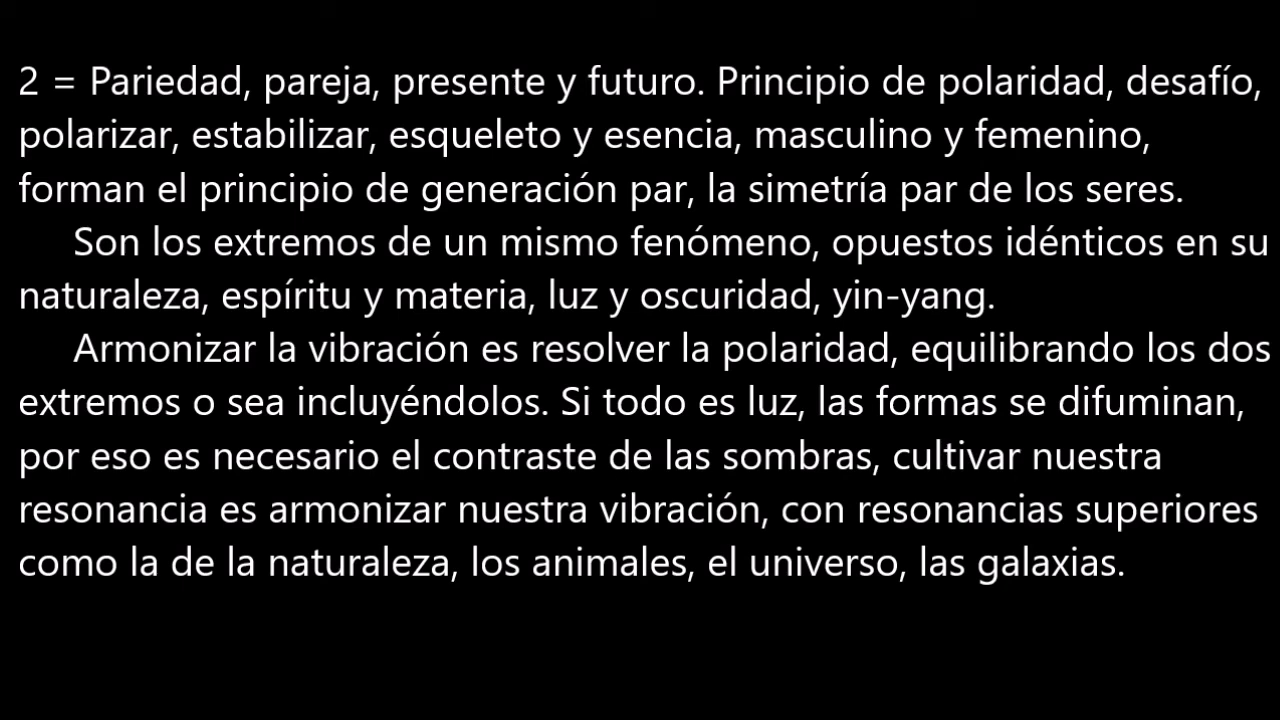 2 = Pariedad, pareja, presente y futuro. Principio de polaridad, desafío,
polarizar, estabilizar, esqueleto y esencia, masculino y femenino,
forman el principio de generación par, la simetría par de los seres.
Son los extremos de un mismo fenómeno, opuestos idénticos en su
naturaleza, espíritu y materia, luz y oscuridad, yin-yang.
Armonizar la vibración es resolver la polaridad, equilibrando los dos
extremos o sea incluyéndolos. Si todo es luz, las formas se difuminan,
por eso es necesario el contraste de las sombras, cultivar nuestra
resonancia es armonizar nuestra vibración, con resonancias superiores
como la de la naturaleza, los animales, el universo, las galaxias.